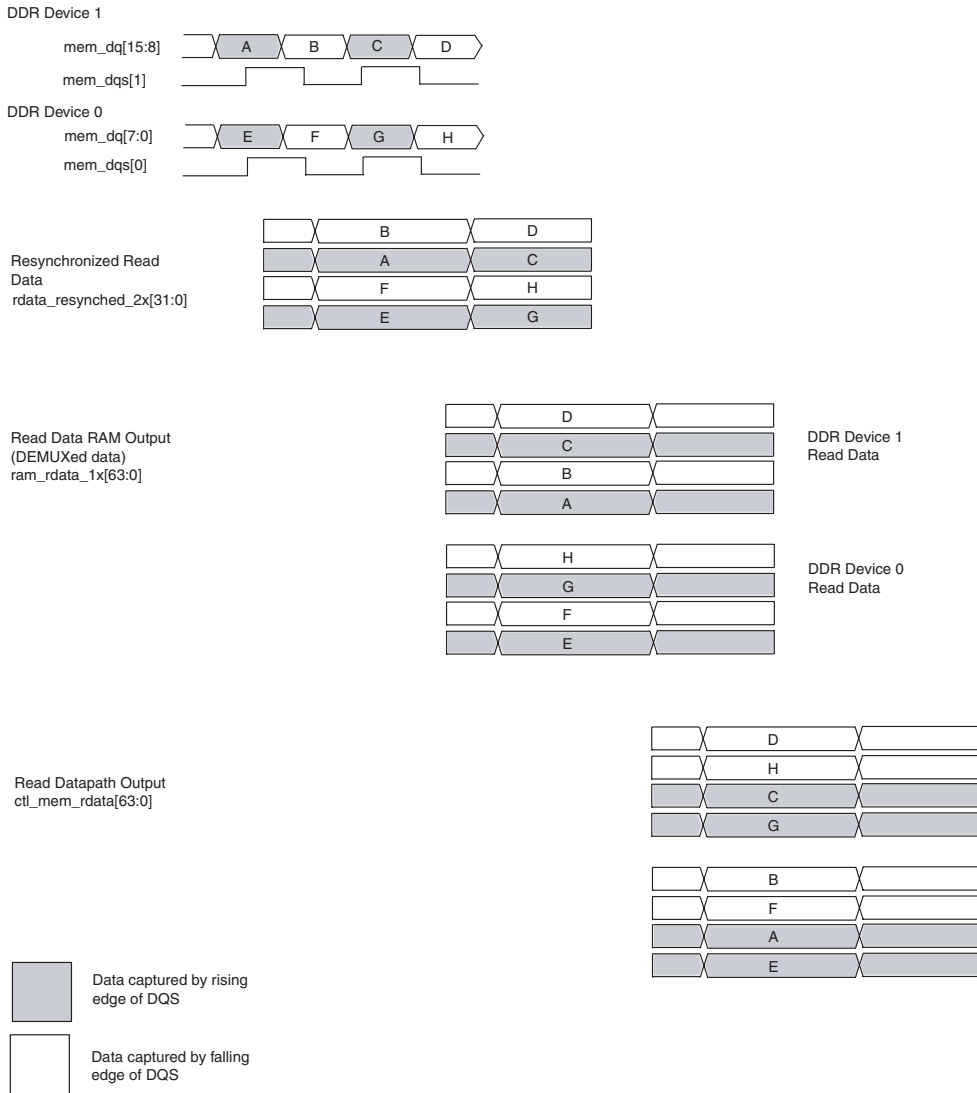 DDR Device 1
mem_dq[15:8] A B C D
mem_dqs[1]
DDR Device 0
mem_dq[7:0] E F G H
mem_dqs[0]
Resynchronized Read
Data
rdata_resynched_2x[31:0]
B D
A C
F H
E G
Read Data RAM Output
(DEMUXed data)
ram_rdata_1x[63:0]
D
C
B
A
DDR Device 1
Read Data
H
G
F
E
DDR Device 0
Read Data
Read Datapath Output
ctl_mem_rdata[63:0]
D
H
C
G
B
F
A
E
Data captured by rising
edge of DQS
Data captured by falling
edge of DQS